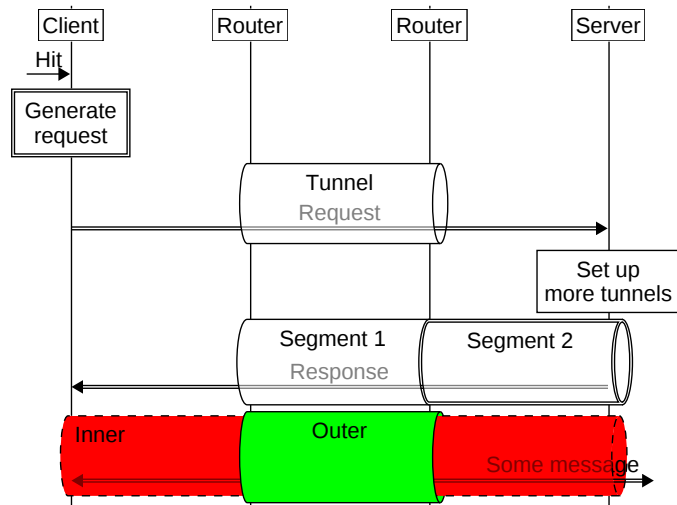 Client
Router
Router
Server
Hit
Generate
request
Tunnel
Request
Set up
more tunnels
Segment 1
Segment 2
Response
Inner
Outer
Some message